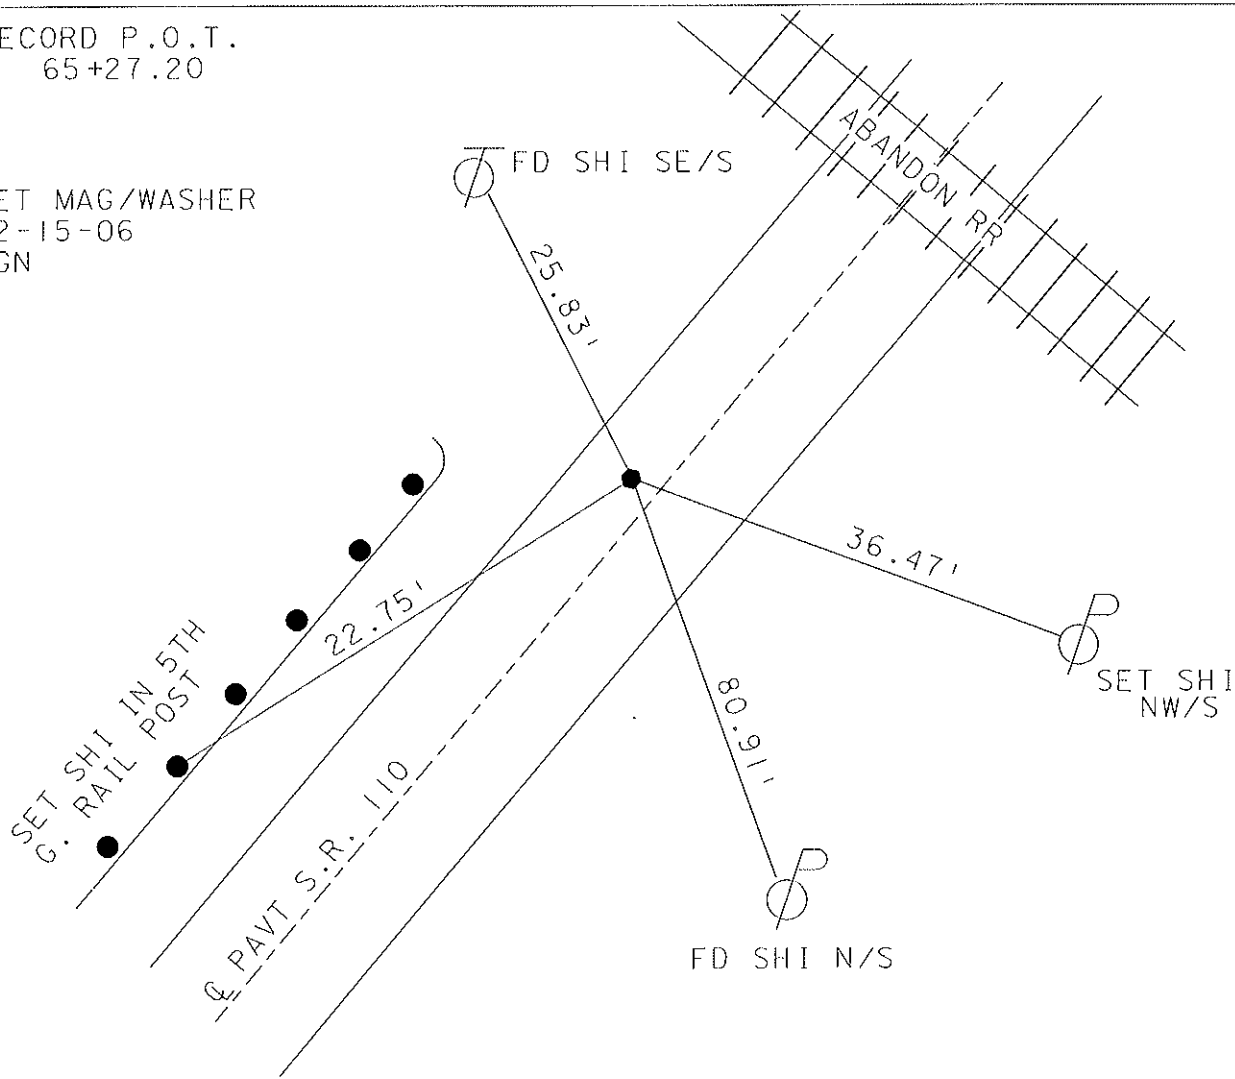 ECORD P.O.T.
65+27.20
ET MAG/WASHER
2-15-06
GN
FD SHI SE/S
ABANDON RR
25.83'
36.47'
22.75'
80.91'
SET SHI
NW/S
SET SHI IN 5TH
G. RAIL POST
℄ PAVT S.R. 110
FD SHI N/S